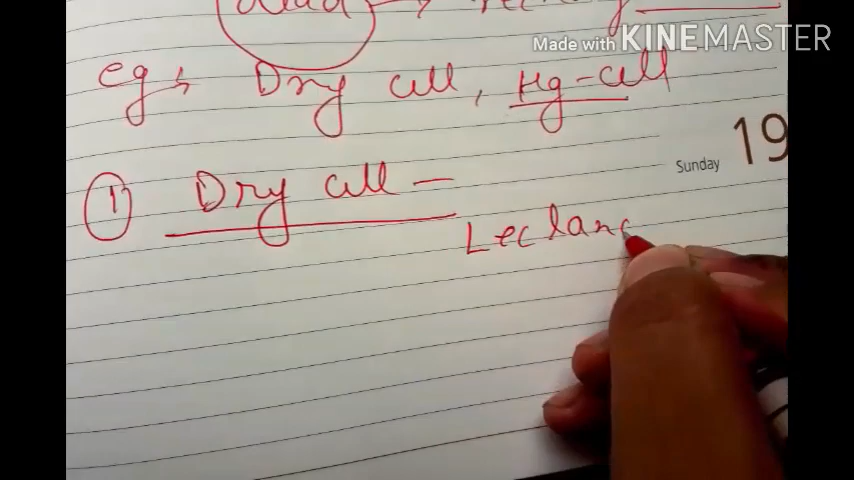 Made with KINEMASTER
eg → Dry cell, Hg-cell
Sunday 19
① Dry cell —
Leclanc